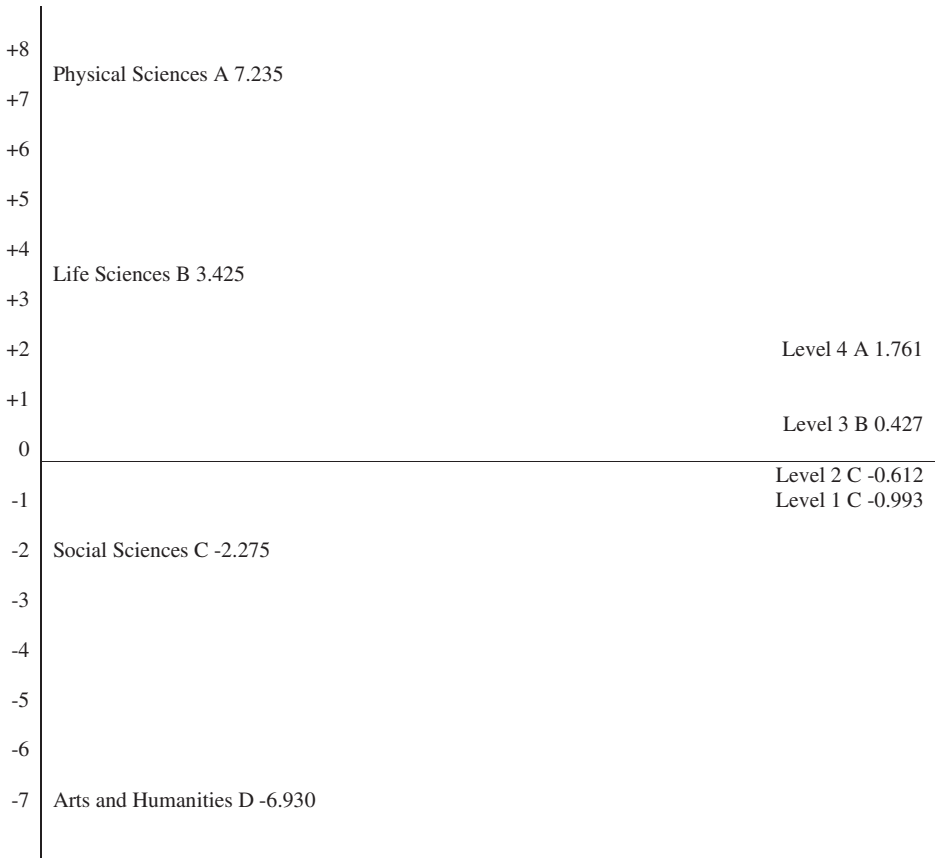 +8
Physical Sciences A 7.235
+7
+6
+5
+4
Life Sciences B 3.425
+3
+2 Level 4 A 1.761
+1
Level 3 B 0.427
0
Level 2 C -0.612
-1 Level 1 C -0.993
-2 Social Sciences C -2.275
-3
-4
-5
-6
-7 Arts and Humanities D -6.930